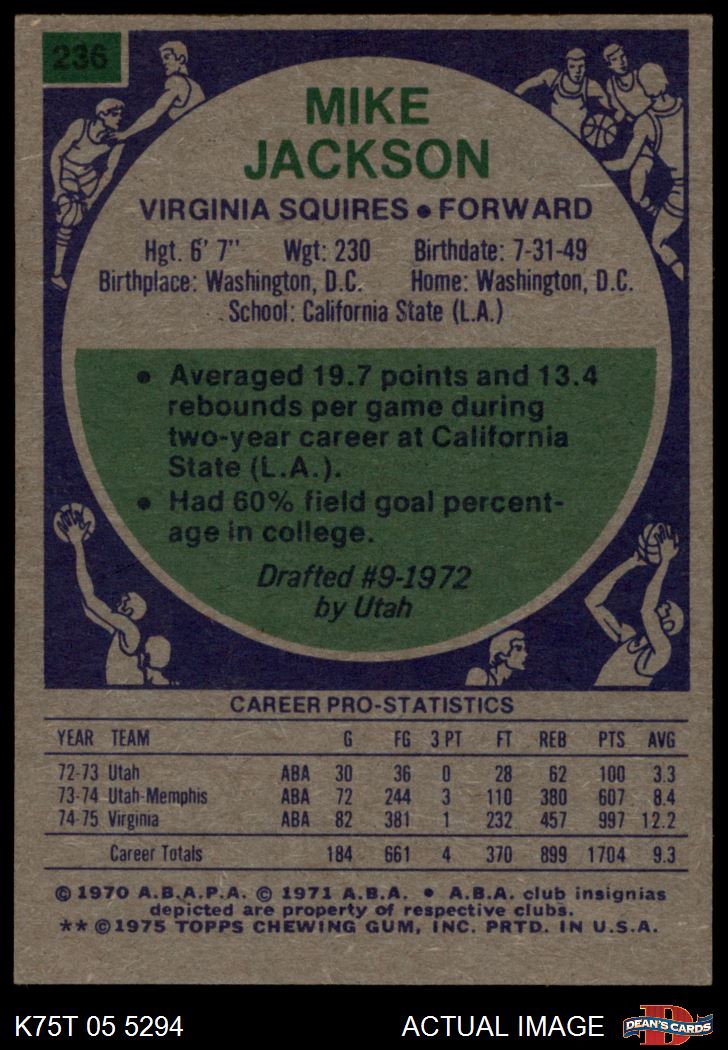 236
MIKE
JACKSON
VIRGINIA SQUIRES • FORWARD
Hgt. 6' 7" Wgt: 230 Birthdate: 7-31-49
Birthplace: Washington, D.C. Home: Washington, D.C.
School: California State (L.A.)
• Averaged 19.7 points and 13.4
rebounds per game during
two-year career at California
State (L.A.).
• Had 60% field goal percent-
age in college.
Drafted #9-1972
by Utah
CAREER PRO-STATISTICS
YEAR TEAM G FG 3 PT FT REB PTS AVG
72-73 Utah ABA 30 36 0 28 62 100 3.3
73-74 Utah-Memphis ABA 72 244 3 110 380 607 8.4
74-75 Virginia ABA 82 381 1 232 457 997 12.2
Career Totals 184 661 4 370 899 1704 9.3
© 1970 A.B.A.P.A. © 1971 A.B.A. • A.B.A. club insignias
depicted are property of respective clubs.
** © 1975 TOPPS CHEWING GUM, INC. PRTD. IN U.S.A.
K75T 05 5294 ACTUAL IMAGE D DEAN'S CARDS